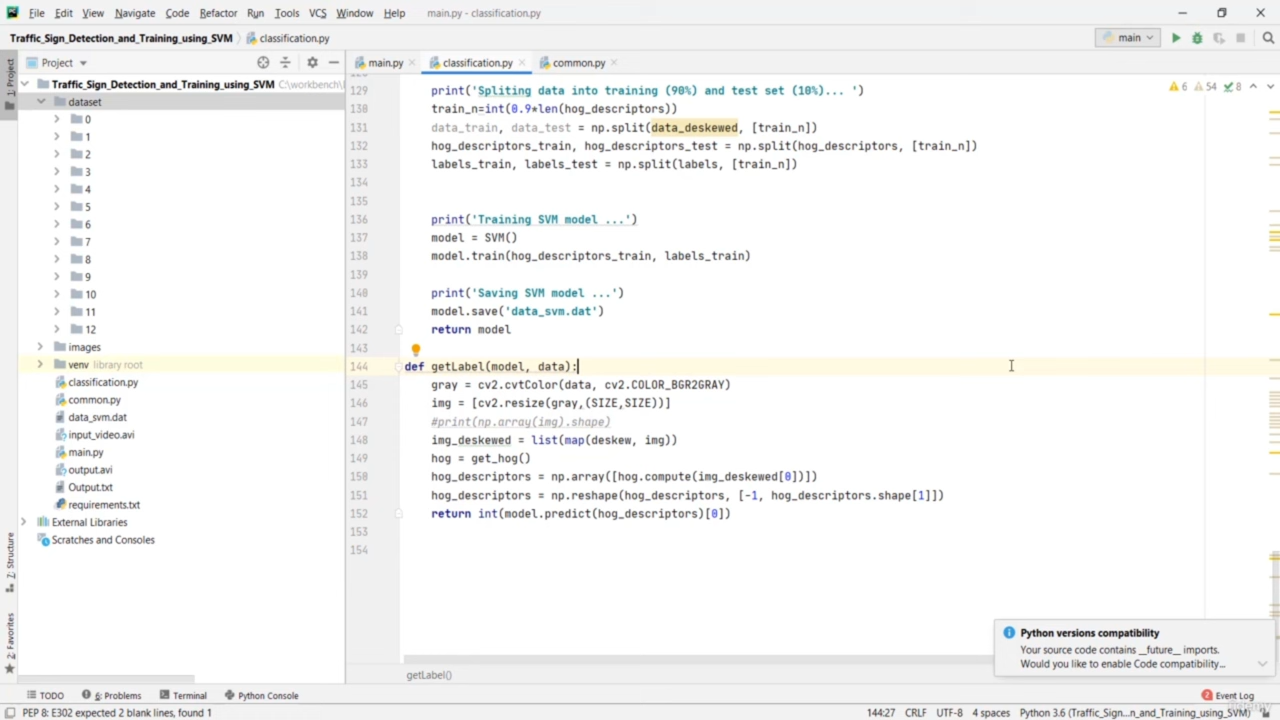 File Edit View Navigate Code Refactor Run Tools VCS Window Help main.py - classification.py
Traffic_Sign_Detection_and_Training_using_SVM classification.py main
Project main.py classification.py common.py
Traffic_Sign_Detection_and_Training_using_SVM C:\workbench\
dataset
0
1
2
3
4
5
6
7
8
9
10
11
12
images
venv library root
classification.py
common.py
data_svm.dat
input_video.avi
main.py
output.avi
Output.txt
requirements.txt
External Libraries
Scratches and Consoles
Project
Structure
Favorites
6 54 8
129 print('Spliting data into training (90%) and test set (10%)... ')
130 train_n=int(0.9*len(hog_descriptors))
131 data_train, data_test = np.split(data_deskewed, [train_n])
132 hog_descriptors_train, hog_descriptors_test = np.split(hog_descriptors, [train_n])
133 labels_train, labels_test = np.split(labels, [train_n])
134
135
136 print('Training SVM model ...')
137 model = SVM()
138 model.train(hog_descriptors_train, labels_train)
139
140 print('Saving SVM model ...')
141 model.save('data_svm.dat')
142 return model
143
144 def getLabel(model, data):
145 gray = cv2.cvtColor(data, cv2.COLOR_BGR2GRAY)
146 img = [cv2.resize(gray,(SIZE,SIZE))]
147 #print(np.array(img).shape)
148 img_deskewed = list(map(deskew, img))
149 hog = get_hog()
150 hog_descriptors = np.array([hog.compute(img_deskewed[0])])
151 hog_descriptors = np.reshape(hog_descriptors, [-1, hog_descriptors.shape[1]])
152 return int(model.predict(hog_descriptors)[0])
153
154
Python versions compatibility
Your source code contains __future__ imports.
Would you like to enable Code compatibility...
getLabel()
TODO 6: Problems Terminal Python Console 2 Event Log
PEP 8: E302 expected 2 blank lines, found 1 144:27 CRLF UTF-8 4 spaces Python 3.6 (Traffic_Sign_Detection_and_Training_using_SVM)